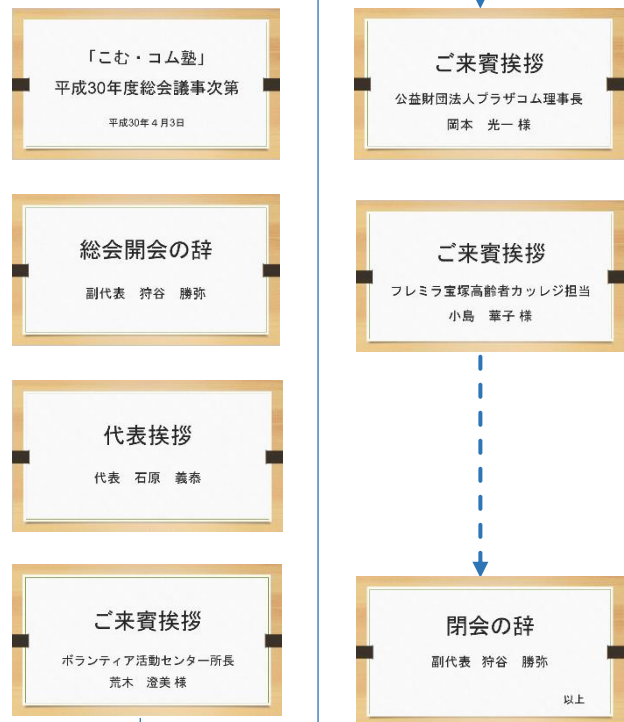 「こむ・コム塾」
平成30年度総会議事次第
平成30年４月3日
総会開会の辞
副代表　狩谷　勝弥
代表挨拶
代表　石原　義泰
ご来賓挨拶
ボランティア活動センター所長
荒木　澄美 様
ご来賓挨拶
公益財団法人プラザコム理事長
岡本　光一 様
ご来賓挨拶
フレミラ宝塚高齢者カッレジ担当
小島　華子 様
閉会の辞
副代表 狩谷　勝弥
以上